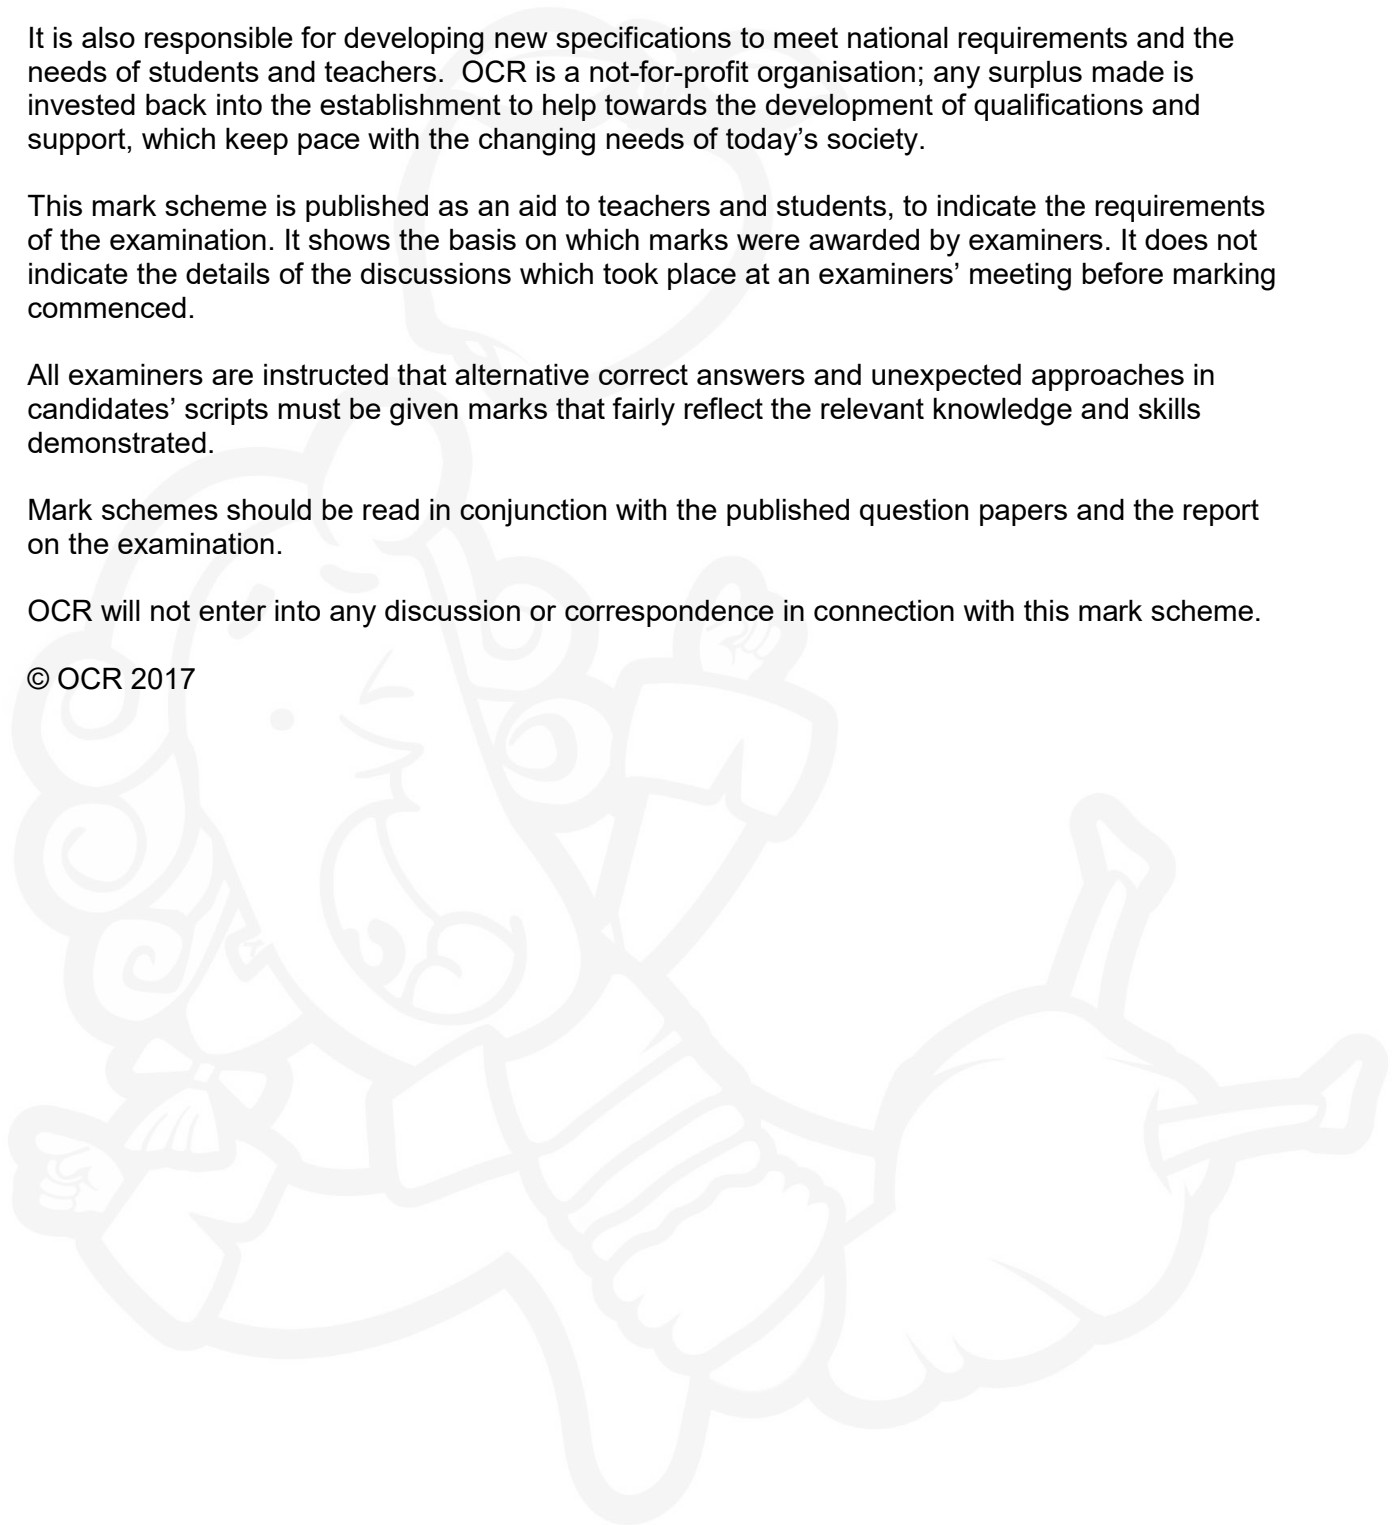 It is also responsible for developing new specifications to meet national requirements and the
needs of students and teachers.  OCR is a not-for-profit organisation; any surplus made is
invested back into the establishment to help towards the development of qualifications and
support, which keep pace with the changing needs of today’s society.
This mark scheme is published as an aid to teachers and students, to indicate the requirements
of the examination. It shows the basis on which marks were awarded by examiners. It does not
indicate the details of the discussions which took place at an examiners’ meeting before marking
commenced.
All examiners are instructed that alternative correct answers and unexpected approaches in
candidates’ scripts must be given marks that fairly reflect the relevant knowledge and skills
demonstrated.
Mark schemes should be read in conjunction with the published question papers and the report
on the examination.
OCR will not enter into any discussion or correspondence in connection with this mark scheme.
© OCR 2017